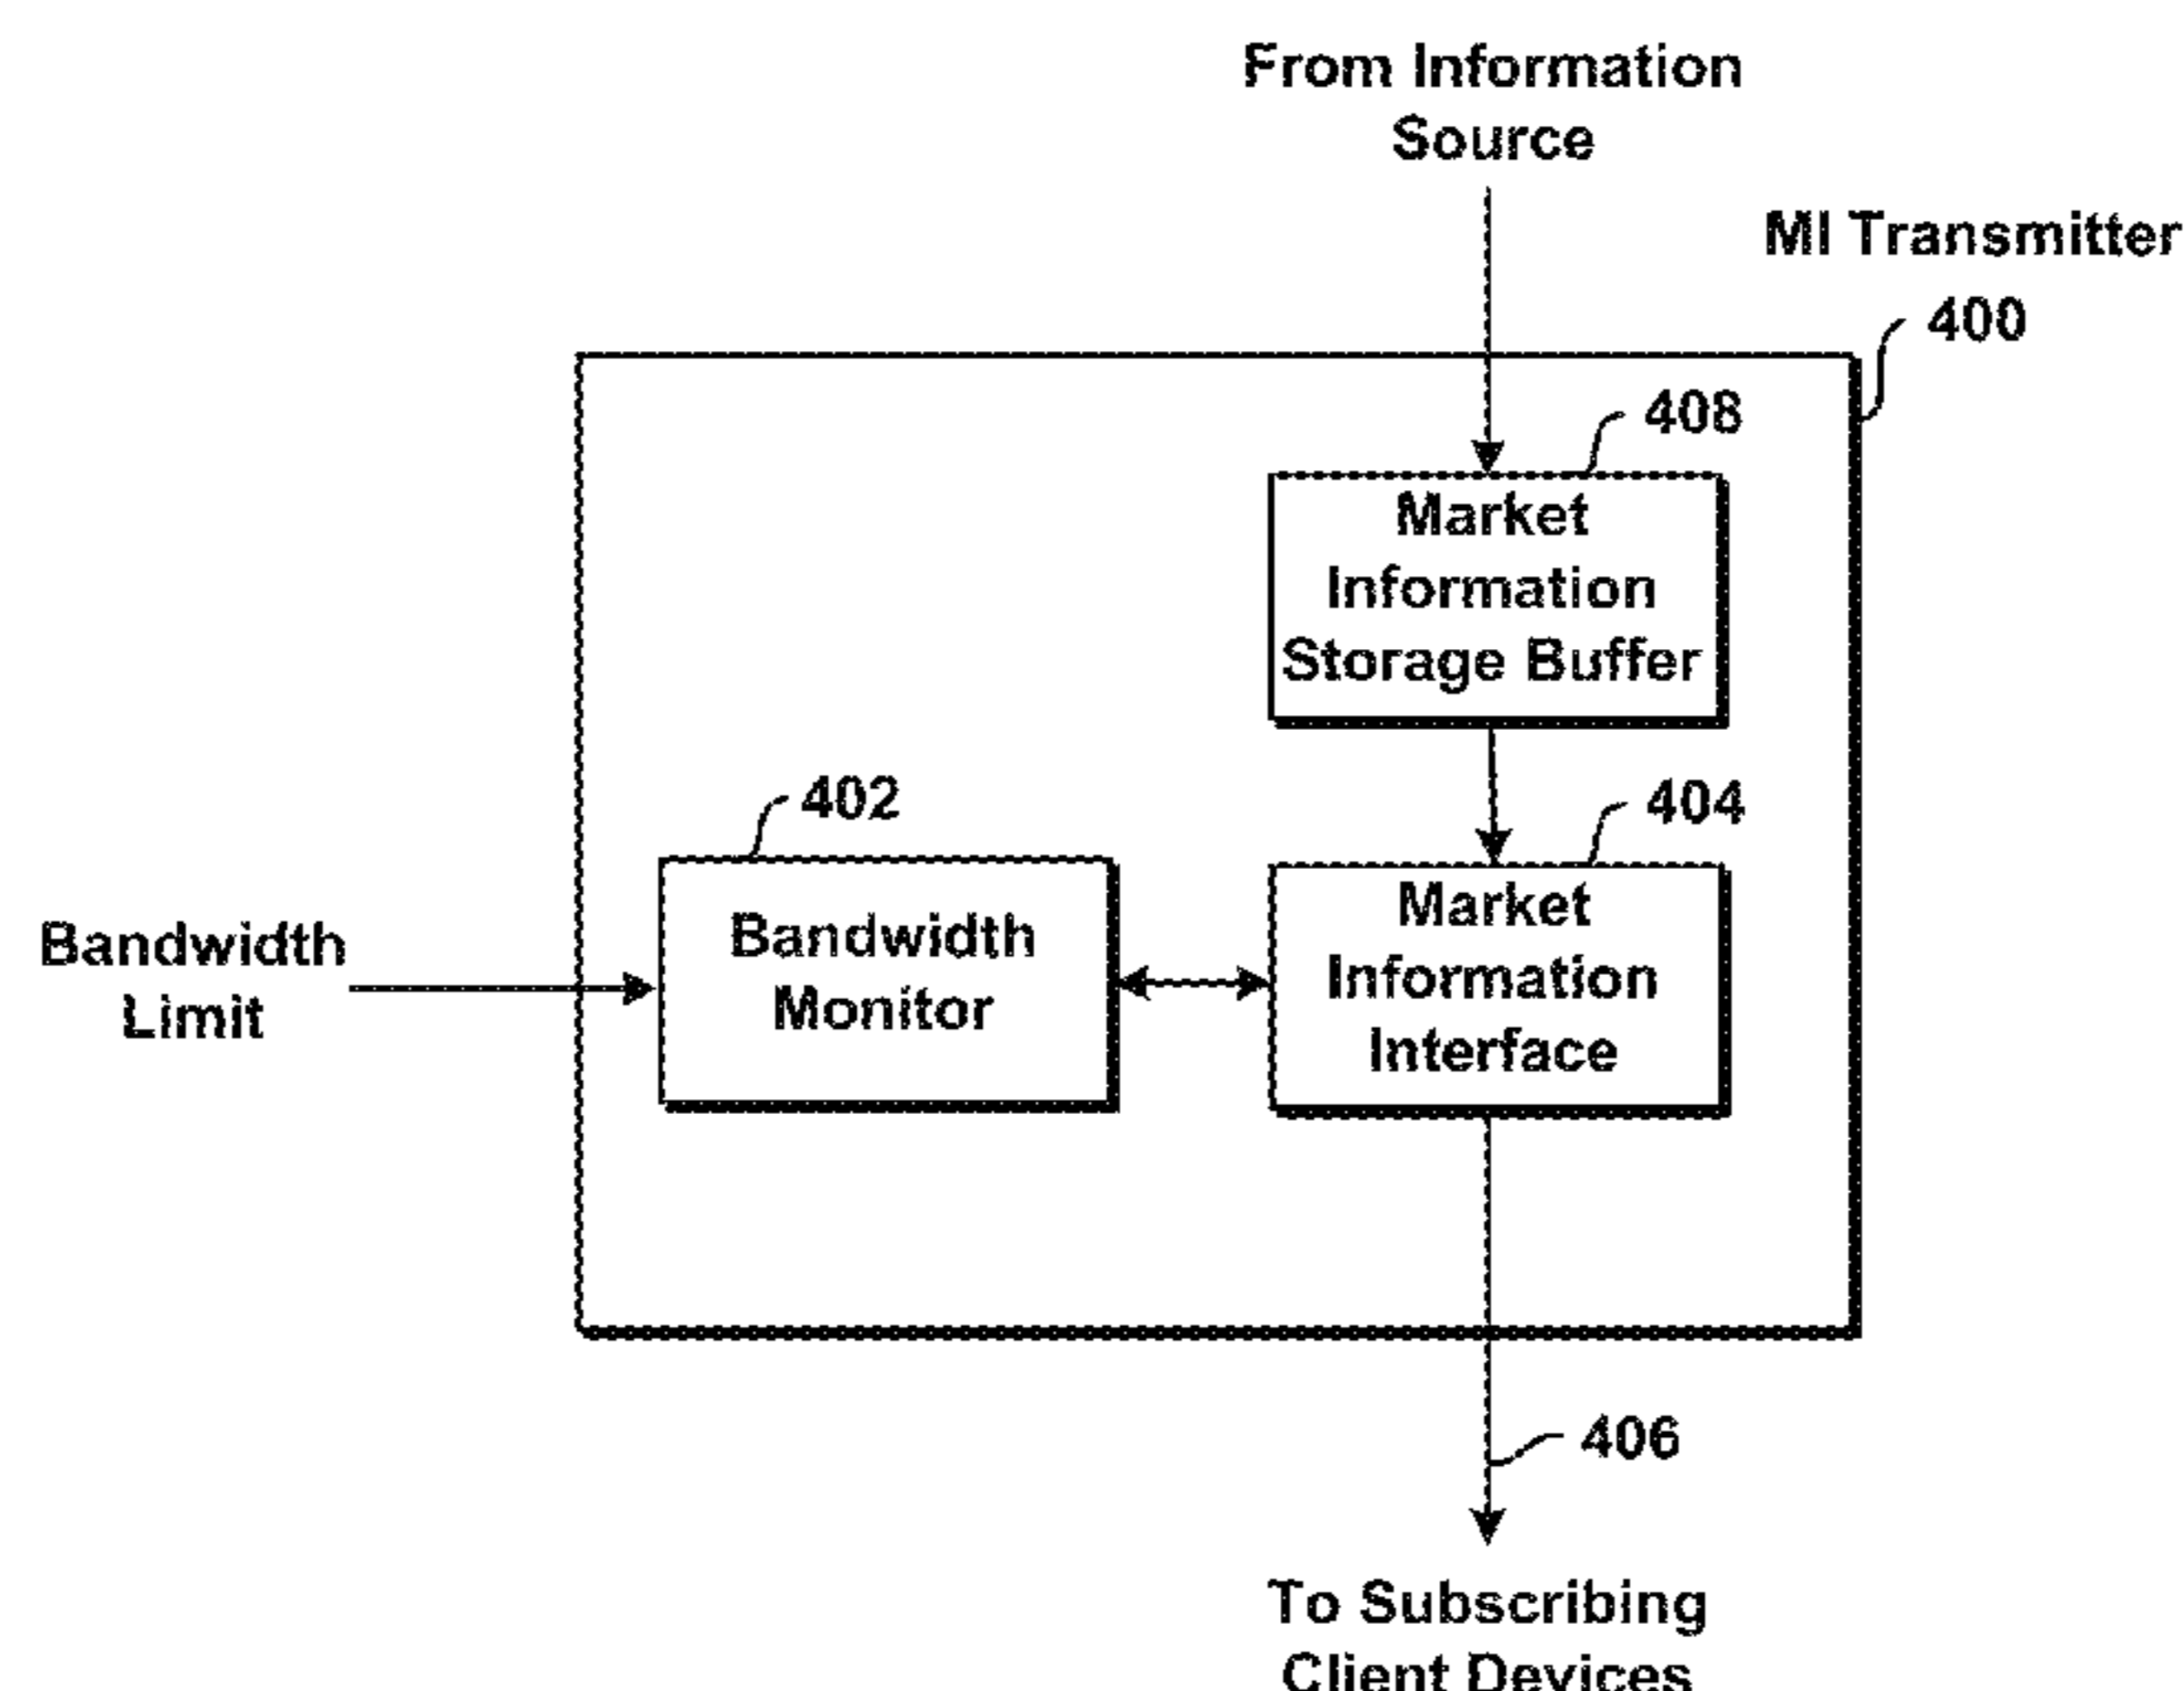 From Information
Source
MI Transmitter
400
408
Market
Information
Storage Buffer
402
404
Bandwidth
Limit
Bandwidth
Monitor
Market
Information
Interface
406
To Subscribing
Client Devices